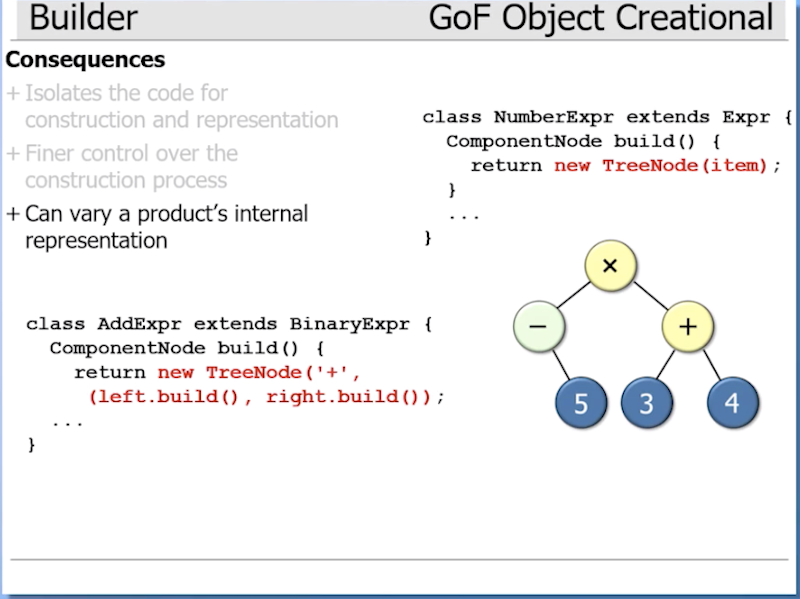 Builder
GoF Object Creational
Consequences
+ Isolates the code for
construction and representation
+ Finer control over the
construction process
+ Can vary a product’s internal
representation
class NumberExpr extends Expr {
ComponentNode build() {
return new TreeNode(item);
}
...
}
class AddExpr extends BinaryExpr {
ComponentNode build() {
return new TreeNode('+',
(left.build(), right.build());
...
}
×
− +
5 3 4